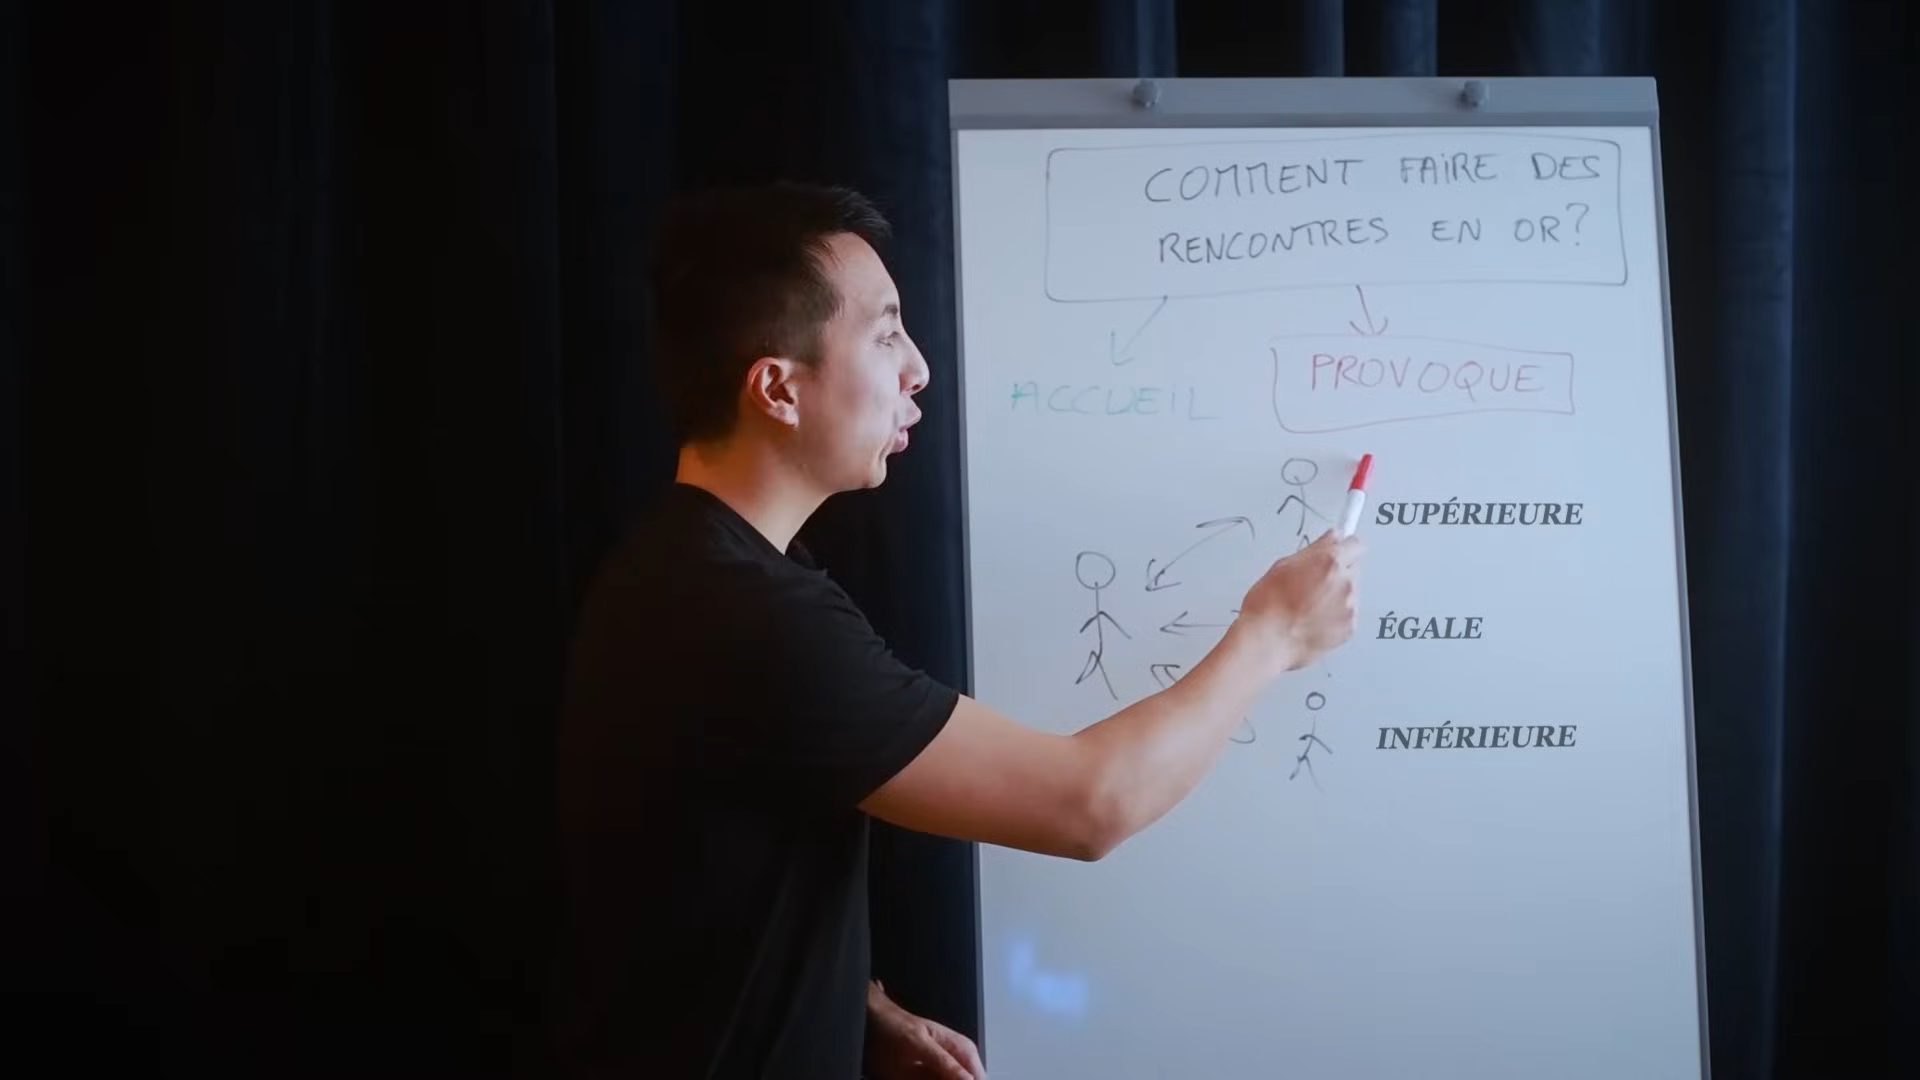 COMMENT FAIRE DES
RENCONTRES EN OR?
ACCUEIL
PROVOQUE
SUPÉRIEURE
ÉGALE
INFÉRIEURE